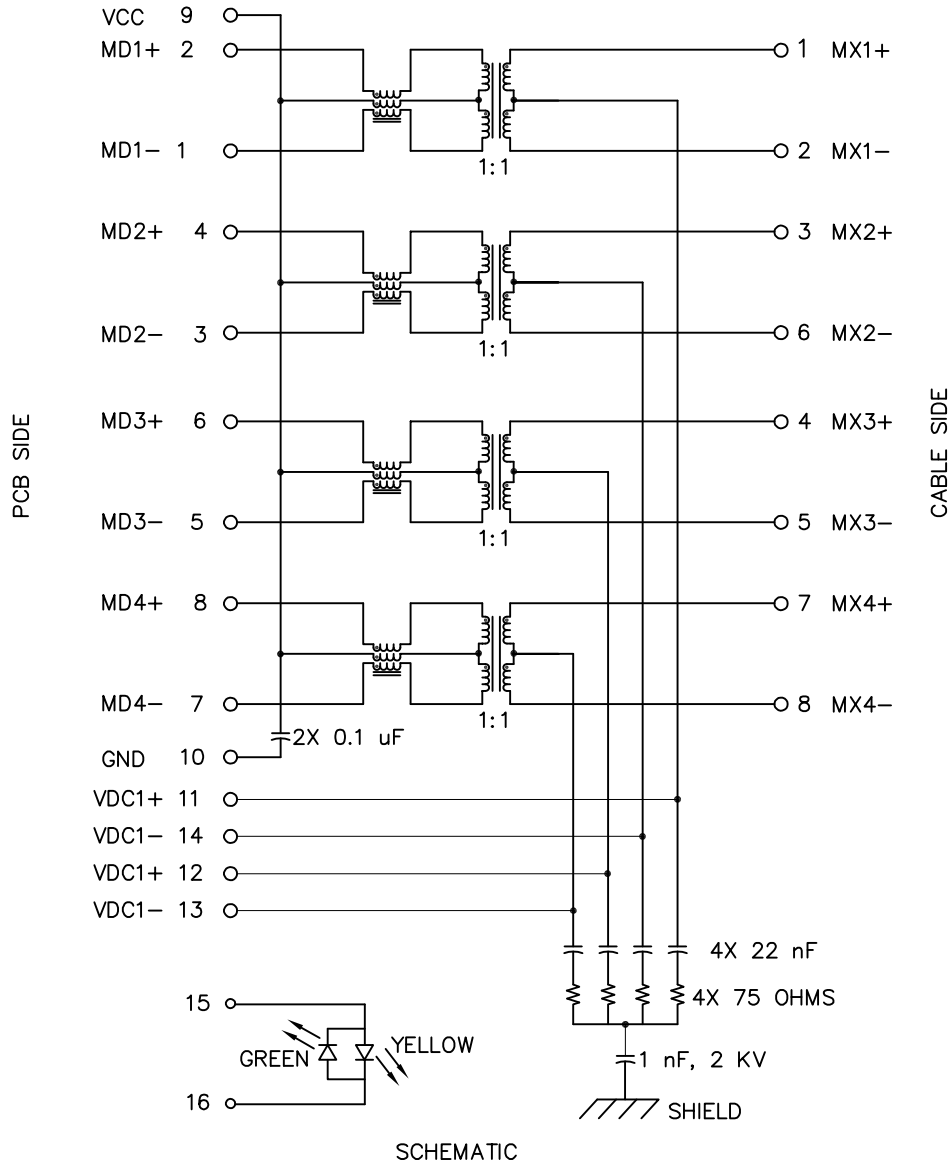 VCC 9
MD1+ 2
1 MX1+
MD1- 1
2 MX1-
1:1
MD2+ 4
3 MX2+
MD2- 3
6 MX2-
1:1
PCB SIDE
CABLE SIDE
MD3+ 6
4 MX3+
MD3- 5
5 MX3-
1:1
MD4+ 8
7 MX4+
MD4- 7
8 MX4-
1:1
2X 0.1 uF
GND 10
VDC1+ 11
VDC1- 14
VDC1+ 12
VDC1- 13
4X 22 nF
4X 75 OHMS
15
GREEN
YELLOW
1 nF, 2 KV
16
SHIELD
SCHEMATIC